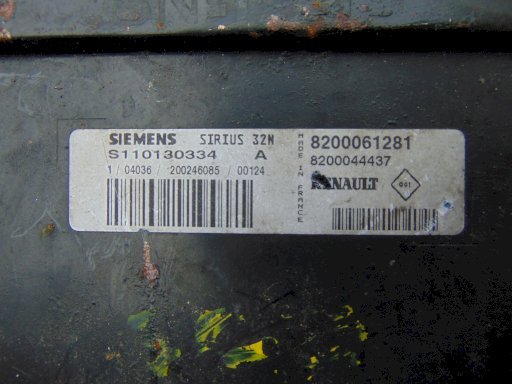 SIEMENS SIRIUS 32N
S110130334 A
1 / 04036 / 200246085 / 00124
MADE IN FRANCE
8200061281
8200044437
RENAULT